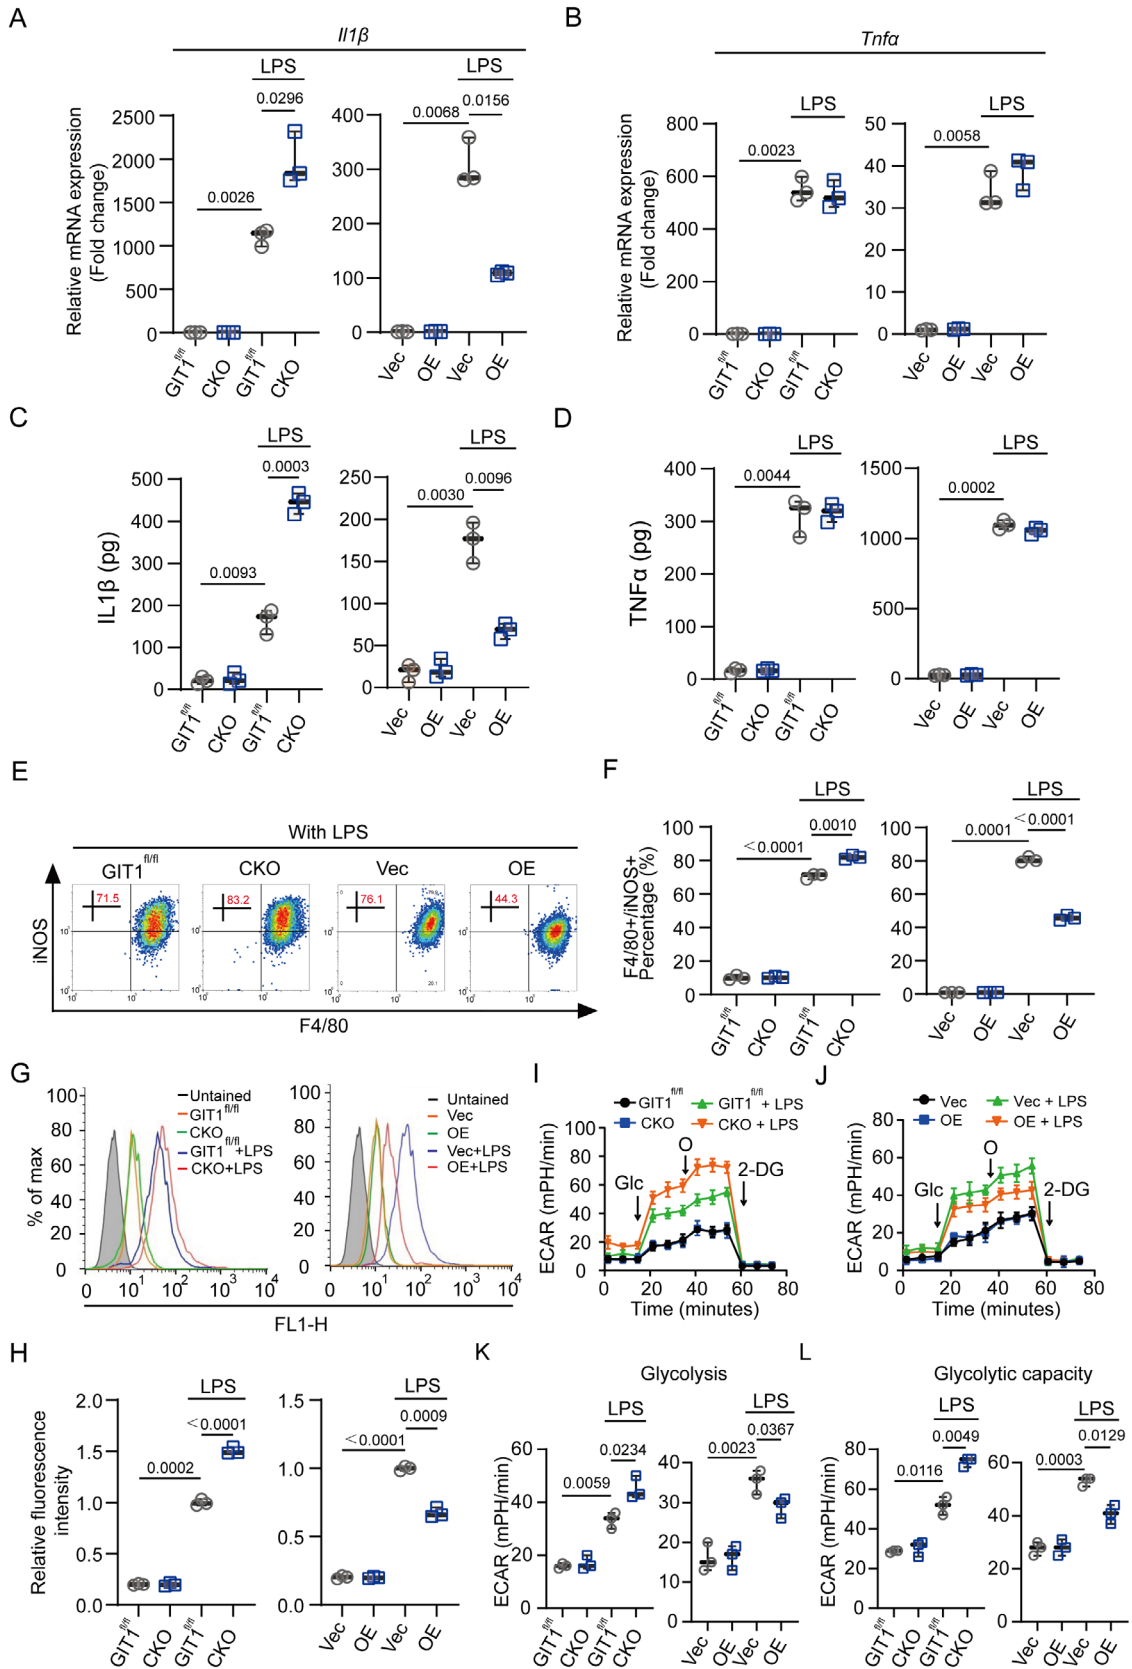 A
Il1β
LPS
0.0296
0.0026
Relative mRNA expression
(Fold change)
2500
2000
1500
1000
500
0
GIT1fl/fl
CKO
GIT1fl/fl
CKO
LPS
0.0156
0.0068
400
300
200
100
0
Vec
OE
Vec
OE
B
Tnfα
LPS
0.0023
Relative mRNA expression
(Fold change)
800
600
400
200
0
GIT1fl/fl
CKO
GIT1fl/fl
CKO
LPS
0.0058
50
40
30
20
10
0
Vec
OE
Vec
OE
C
LPS
0.0003
0.0093
IL1β (pg)
500
400
300
200
100
0
GIT1fl/fl
CKO
GIT1fl/fl
CKO
LPS
0.0096
0.0030
250
200
150
100
50
0
Vec
OE
Vec
OE
D
LPS
0.0044
TNFα (pg)
400
300
200
100
0
GIT1fl/fl
CKO
GIT1fl/fl
CKO
LPS
0.0002
1500
1000
500
0
Vec
OE
Vec
OE
E
With LPS
GIT1fl/fl
CKO
Vec
OE
71.5
83.2
76.1
44.3
iNOS
F4/80
F
LPS
0.0010
<0.0001
F4/80+/iNOS+
Percentage (%)
100
80
60
40
20
0
GIT1fl/fl
CKO
GIT1fl/fl
CKO
LPS
<0.0001
0.0001
100
80
60
40
20
0
Vec
OE
Vec
OE
G
% of max
100
80
60
40
20
0
Untained
GIT1fl/fl
CKO
GIT1fl/fl+LPS
CKO+LPS
0 10¹ 10² 10³ 10⁴
100
80
60
40
20
0
Untained
Vec
OE
Vec+LPS
OE+LPS
0 10¹ 10² 10³ 10⁴
FL1-H
I
GIT1fl/fl
GIT1fl/fl + LPS
CKO
CKO + LPS
ECAR (mPH/min)
100
80
60
40
20
0
Glc
O
2-DG
0 20 40 60 80
Time (minutes)
J
Vec
Vec + LPS
OE
OE + LPS
ECAR (mPH/min)
80
60
40
20
0
Glc
O
2-DG
0 20 40 60 80
Time (minutes)
H
LPS
<0.0001
0.0002
Relative fluorescence
intensity
2.0
1.5
1.0
0.5
0.0
GIT1fl/fl
CKO
GIT1fl/fl
CKO
LPS
0.0009
<0.0001
1.5
1.0
0.5
0.0
Vec
OE
Vec
OE
K
Glycolysis
LPS
0.0234
0.0059
ECAR (mPH/min)
60
40
20
0
GIT1fl/fl
CKO
GIT1fl/fl
CKO
LPS
0.0367
0.0023
40
30
20
10
0
Vec
OE
Vec
OE
L
Glycolytic capacity
LPS
0.0049
0.0116
ECAR (mPH/min)
80
60
40
20
0
GIT1fl/fl
CKO
GIT1fl/fl
CKO
LPS
0.0129
0.0003
60
40
20
0
Vec
OE
Vec
OE